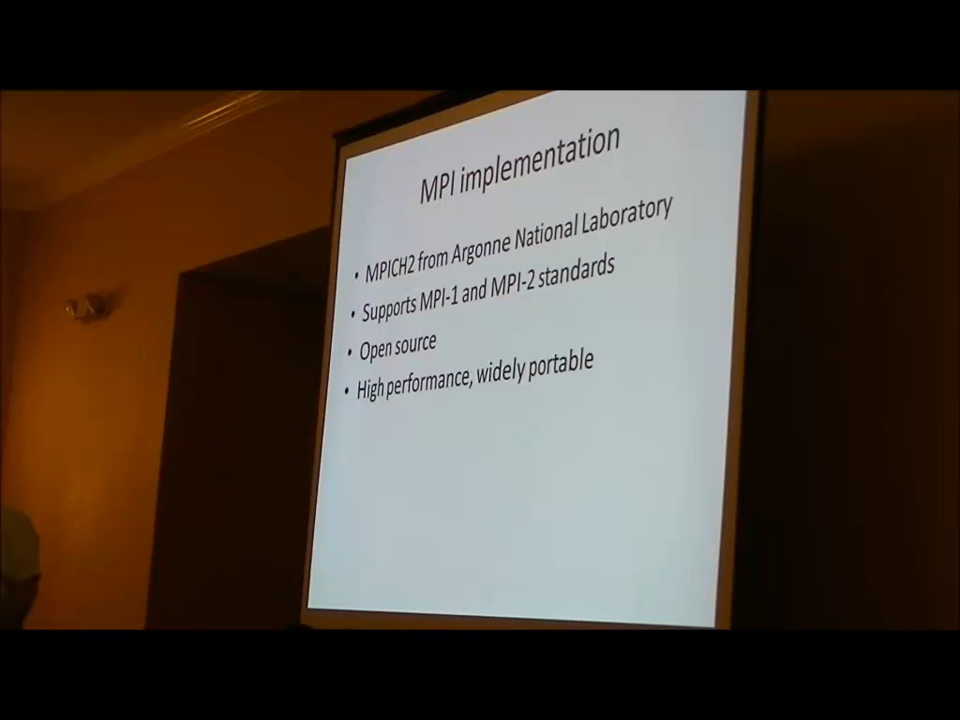 MPI implementation
• MPICH2 from Argonne National Laboratory
• Supports MPI-1 and MPI-2 standards
• Open source
• High performance, widely portable